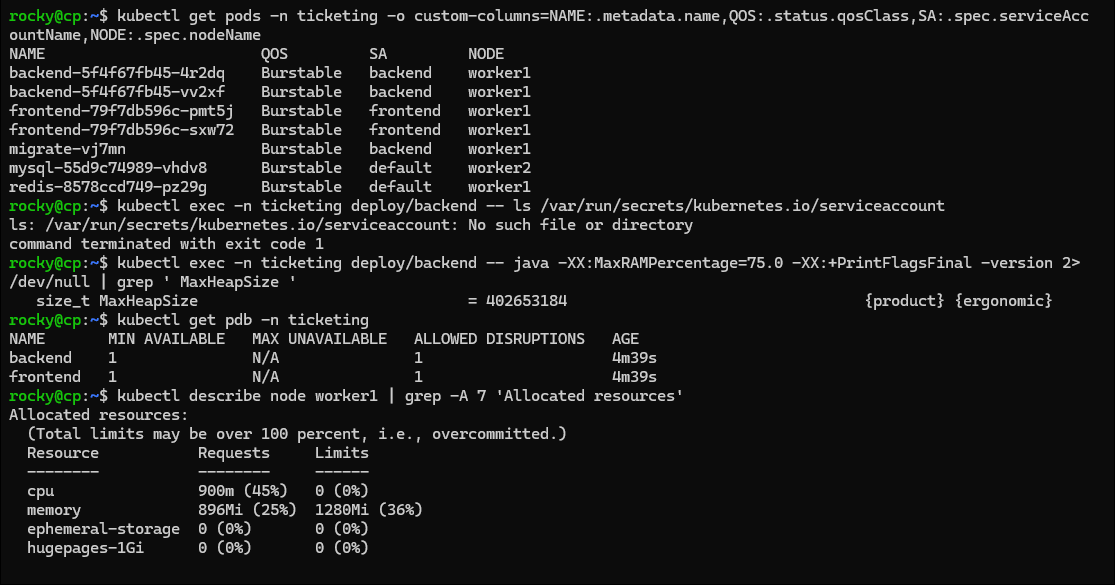 rocky@cp:~$ kubectl get pods -n ticketing -o custom-columns=NAME:.metadata.name,QOS:.status.qosClass,SA:.spec.serviceAcc
ountName,NODE:.spec.nodeName
NAME                        QOS         SA         NODE
backend-5f4f67fb45-4r2dq    Burstable   backend    worker1
backend-5f4f67fb45-vv2xf    Burstable   backend    worker1
frontend-79f7db596c-pmt5j   Burstable   frontend   worker1
frontend-79f7db596c-sxw72   Burstable   frontend   worker1
migrate-vj7mn               Burstable   backend    worker1
mysql-55d9c74989-vhdv8      Burstable   default    worker2
redis-8578ccd749-pz29g      Burstable   default    worker1
rocky@cp:~$ kubectl exec -n ticketing deploy/backend -- ls /var/run/secrets/kubernetes.io/serviceaccount
ls: /var/run/secrets/kubernetes.io/serviceaccount: No such file or directory
command terminated with exit code 1
rocky@cp:~$ kubectl exec -n ticketing deploy/backend -- java -XX:MaxRAMPercentage=75.0 -XX:+PrintFlagsFinal -version 2>
/dev/null | grep ' MaxHeapSize '
   size_t MaxHeapSize                              = 402653184                                 {product} {ergonomic}
rocky@cp:~$ kubectl get pdb -n ticketing
NAME       MIN AVAILABLE   MAX UNAVAILABLE   ALLOWED DISRUPTIONS   AGE
backend    1               N/A               1                     4m39s
frontend   1               N/A               1                     4m39s
rocky@cp:~$ kubectl describe node worker1 | grep -A 7 'Allocated resources'
Allocated resources:
  (Total limits may be over 100 percent, i.e., overcommitted.)
  Resource           Requests     Limits
  --------           --------     ------
  cpu                900m (45%)   0 (0%)
  memory             896Mi (25%)  1280Mi (36%)
  ephemeral-storage  0 (0%)       0 (0%)
  hugepages-1Gi      0 (0%)       0 (0%)